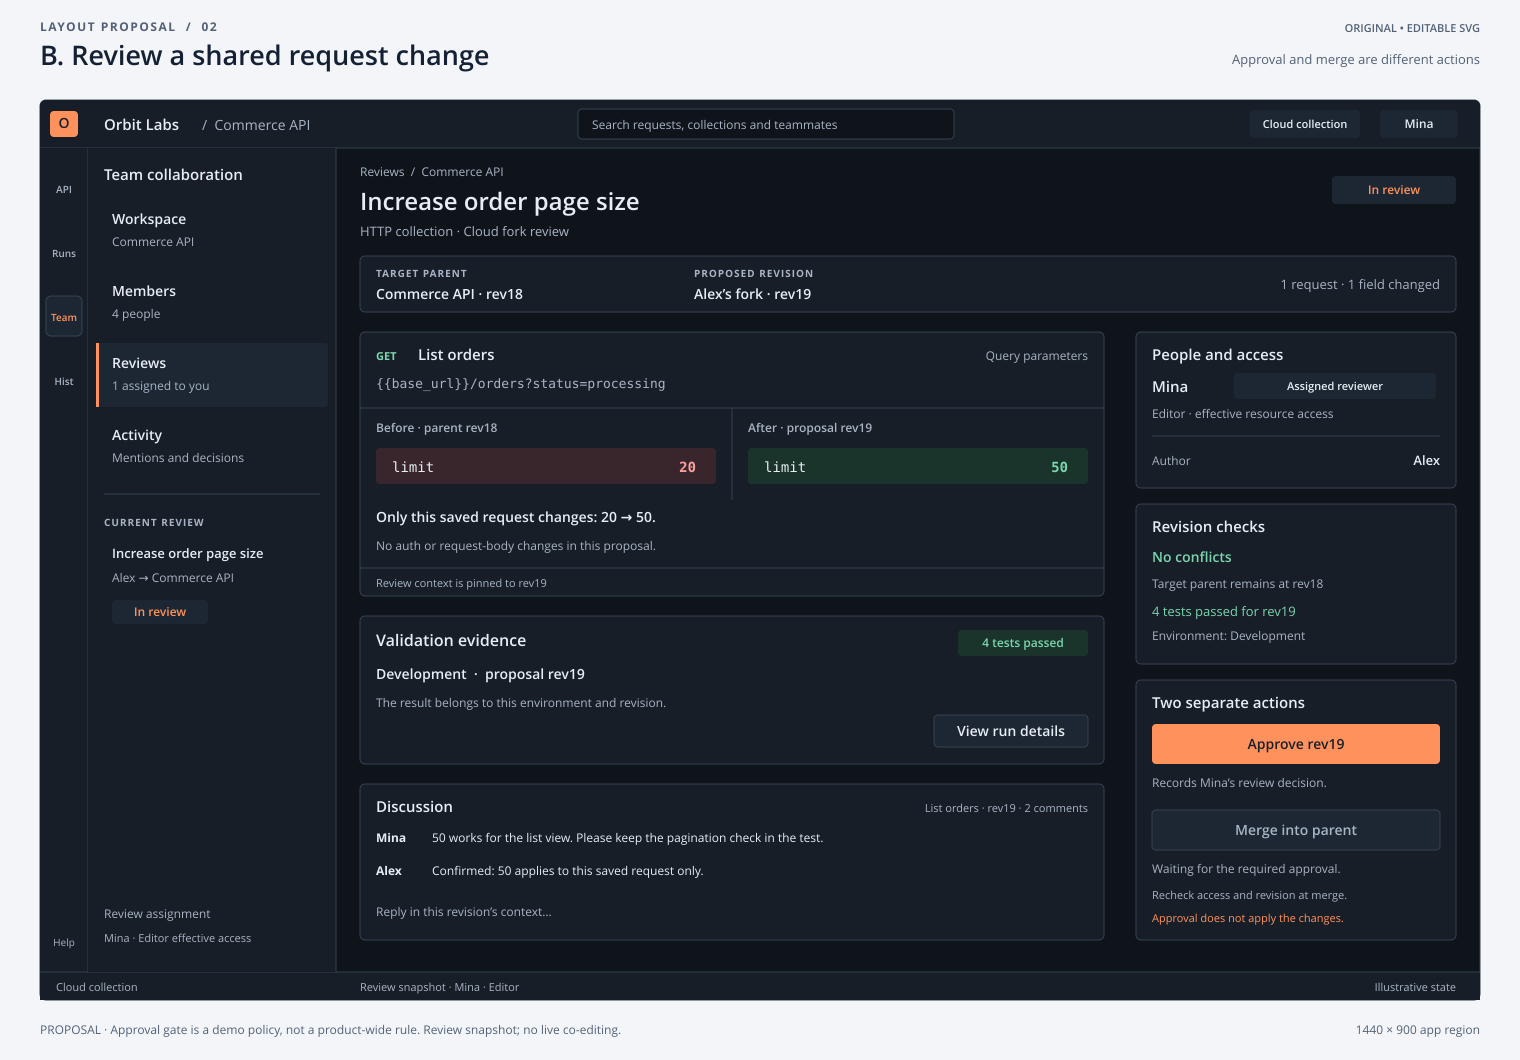 LAYOUT PROPOSAL / 02
ORIGINAL • EDITABLE SVG
B. Review a shared request change
Approval and merge are different actions
O
Orbit Labs / Commerce API
Search requests, collections and teammates
Cloud collection
Mina
API
Runs
Team
Hist
Help
Team collaboration
Workspace
Commerce API
Members
4 people
Reviews
1 assigned to you
Activity
Mentions and decisions
CURRENT REVIEW
Increase order page size
Alex → Commerce API
In review
Review assignment
Mina · Editor effective access
Reviews / Commerce API
Increase order page size
HTTP collection · Cloud fork review
In review
TARGET PARENT
Commerce API · rev18
PROPOSED REVISION
Alex’s fork · rev19
1 request · 1 field changed
GET List orders
Query parameters
{{base_url}}/orders?status=processing
Before · parent rev18
limit 20
After · proposal rev19
limit 50
Only this saved request changes: 20 → 50.
No auth or request-body changes in this proposal.
Review context is pinned to rev19
Validation evidence
4 tests passed
Development · proposal rev19
The result belongs to this environment and revision.
View run details
Discussion
List orders · rev19 · 2 comments
Mina 50 works for the list view. Please keep the pagination check in the test.
Alex Confirmed: 50 applies to this saved request only.
Reply in this revision’s context…
People and access
Mina
Assigned reviewer
Editor · effective resource access
Author Alex
Revision checks
No conflicts
Target parent remains at rev18
4 tests passed for rev19
Environment: Development
Two separate actions
Approve rev19
Records Mina’s review decision.
Merge into parent
Waiting for the required approval.
Recheck access and revision at merge.
Approval does not apply the changes.
Cloud collection
Review snapshot · Mina · Editor
Illustrative state
PROPOSAL · Approval gate is a demo policy, not a product-wide rule. Review snapshot; no live co-editing.
1440 × 900 app region